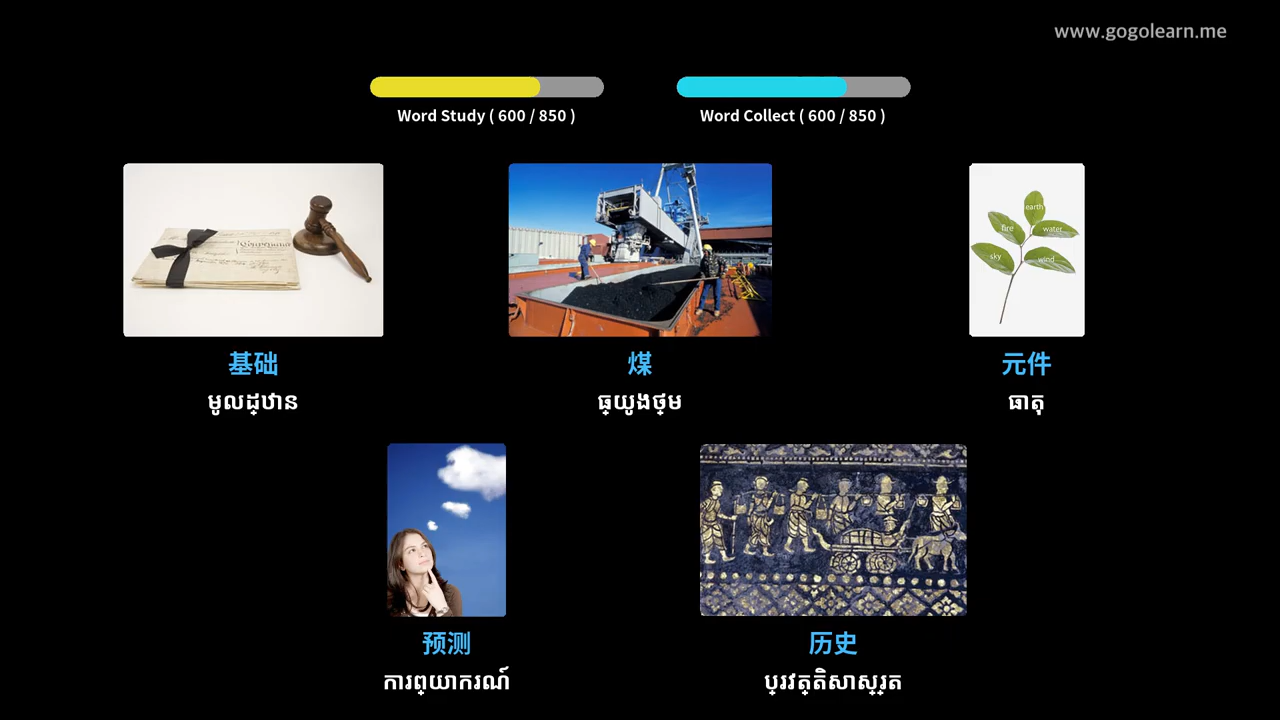 www.gogolearn.me
Word Study ( 600 / 850 )
Word Collect ( 600 / 850 )
earth
fire
water
sky
wind
基础
煤
元件
មូលដ្ឋាន
ធ្យូងថ្ម
ធាតុ
预测
历史
ការព្យាករណ៍
ប្រវត្តិសាស្រ្ត